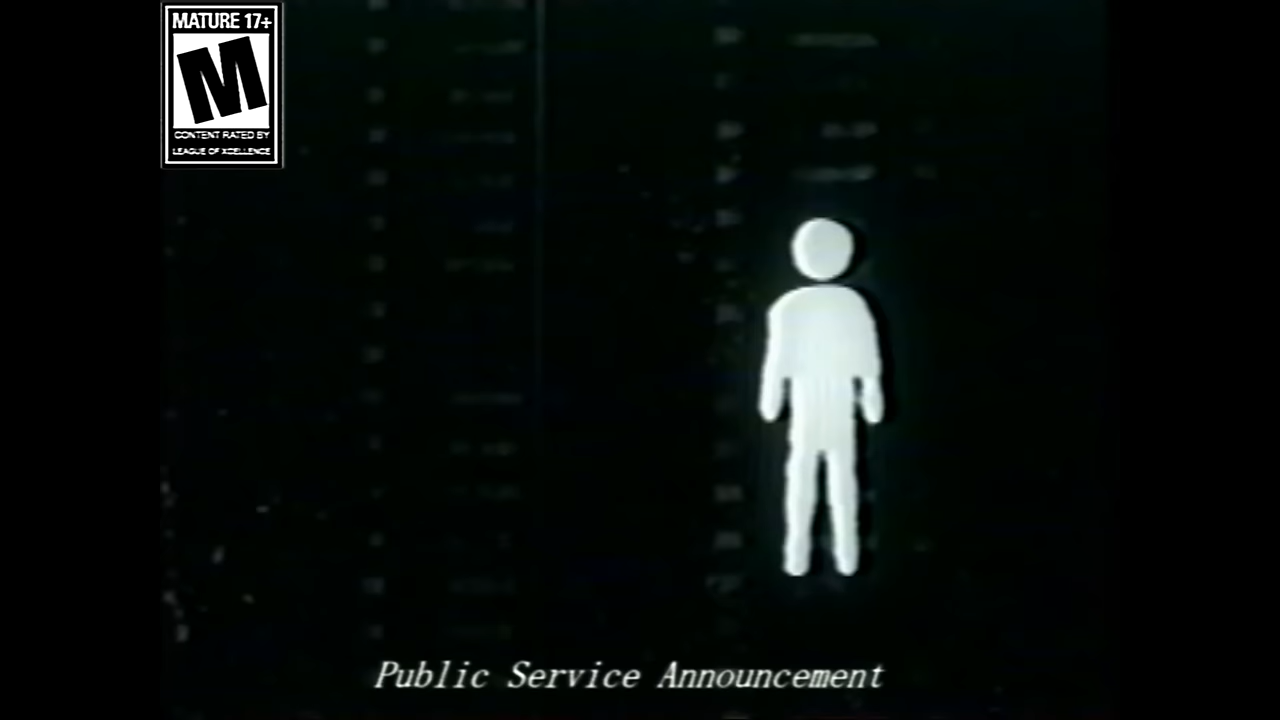 MATURE 17+
M
CONTENT RATED BY
LEAGUE OF XCELLENCE
Public Service Announcement